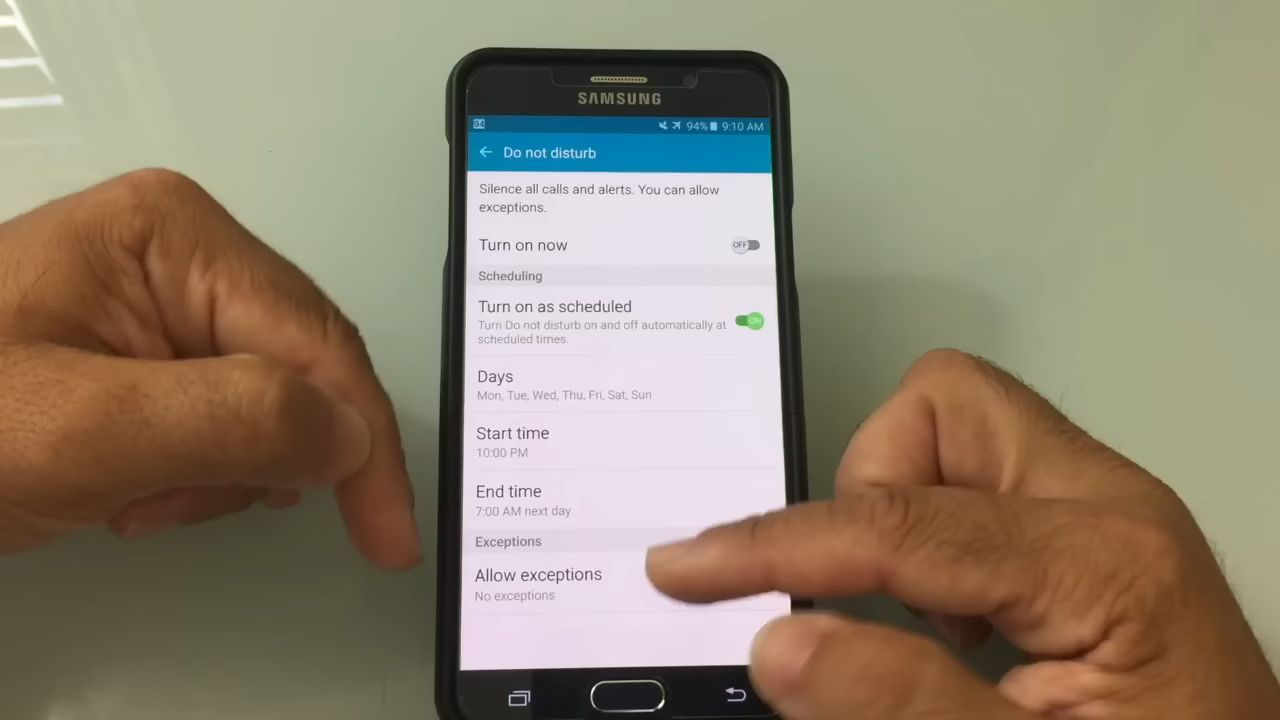 SAMSUNG
94% 9:10 AM
Do not disturb
Silence all calls and alerts. You can allow
exceptions.
Turn on now
OFF
Scheduling
Turn on as scheduled
Turn Do not disturb on and off automatically at
scheduled times.
ON
Days
Mon, Tue, Wed, Thu, Fri, Sat, Sun
Start time
10:00 PM
End time
7:00 AM next day
Exceptions
Allow exceptions
No exceptions